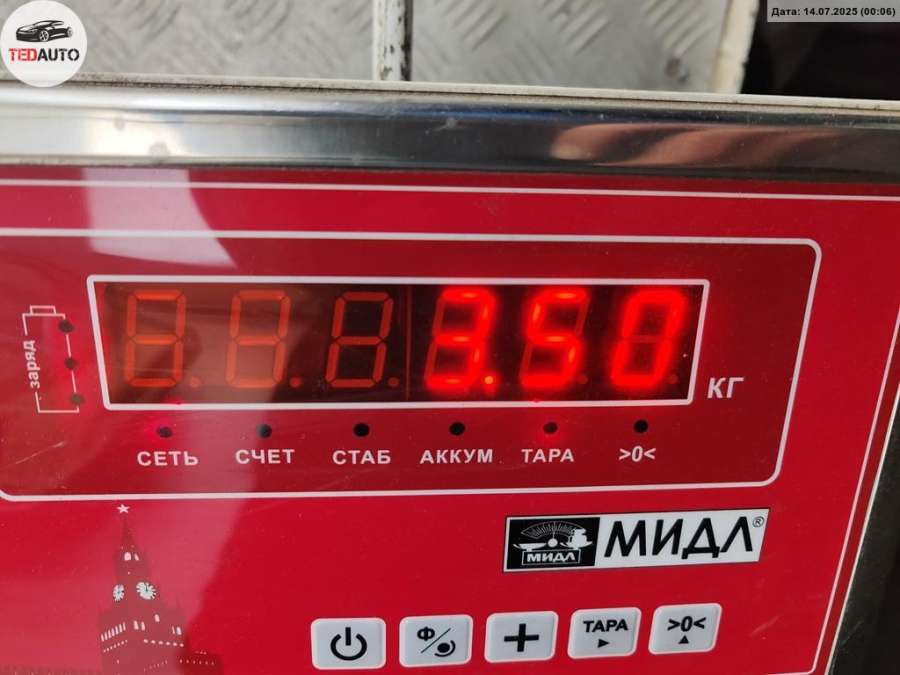 TEDAUTO
Дата: 14.07.2025 (00:06)
заряд
3.50
КГ
СЕТЬ СЧЕТ СТАБ АККУМ ТАРА >0<
МИДЛ МИДЛ®
Ф + ТАРА >0<